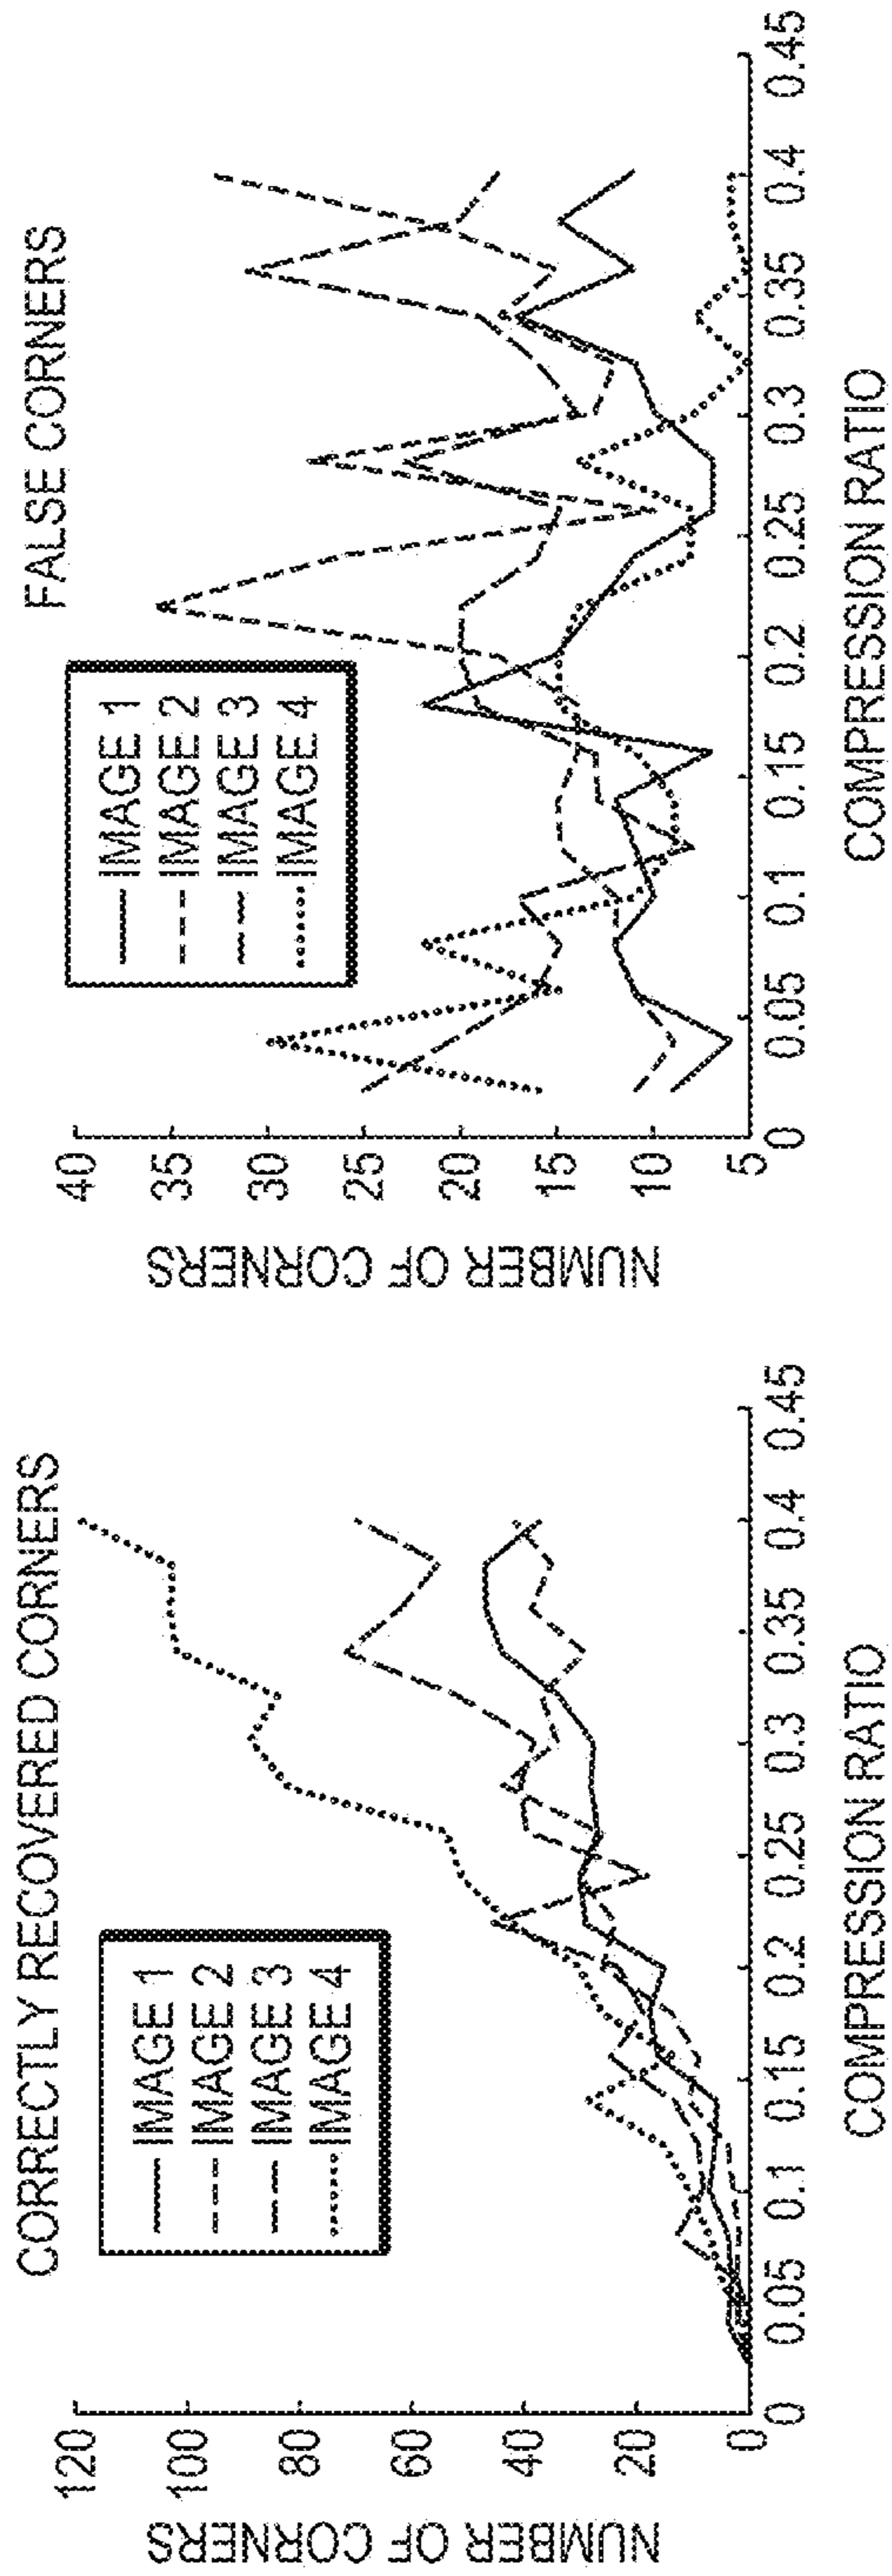 CORRECTLY RECOVERED CORNERS
IMAGE 1
IMAGE 2
IMAGE 3
IMAGE 4
120
100
80
60
40
20
0
NUMBER OF CORNERS
0 0.05 0.1 0.15 0.2 0.25 0.3 0.35 0.4 0.45
COMPRESSION RATIO
FALSE CORNERS
IMAGE 1
IMAGE 2
IMAGE 3
IMAGE 4
40
35
30
25
20
15
10
5
NUMBER OF CORNERS
0 0.05 0.1 0.15 0.2 0.25 0.3 0.35 0.4 0.45
COMPRESSION RATIO